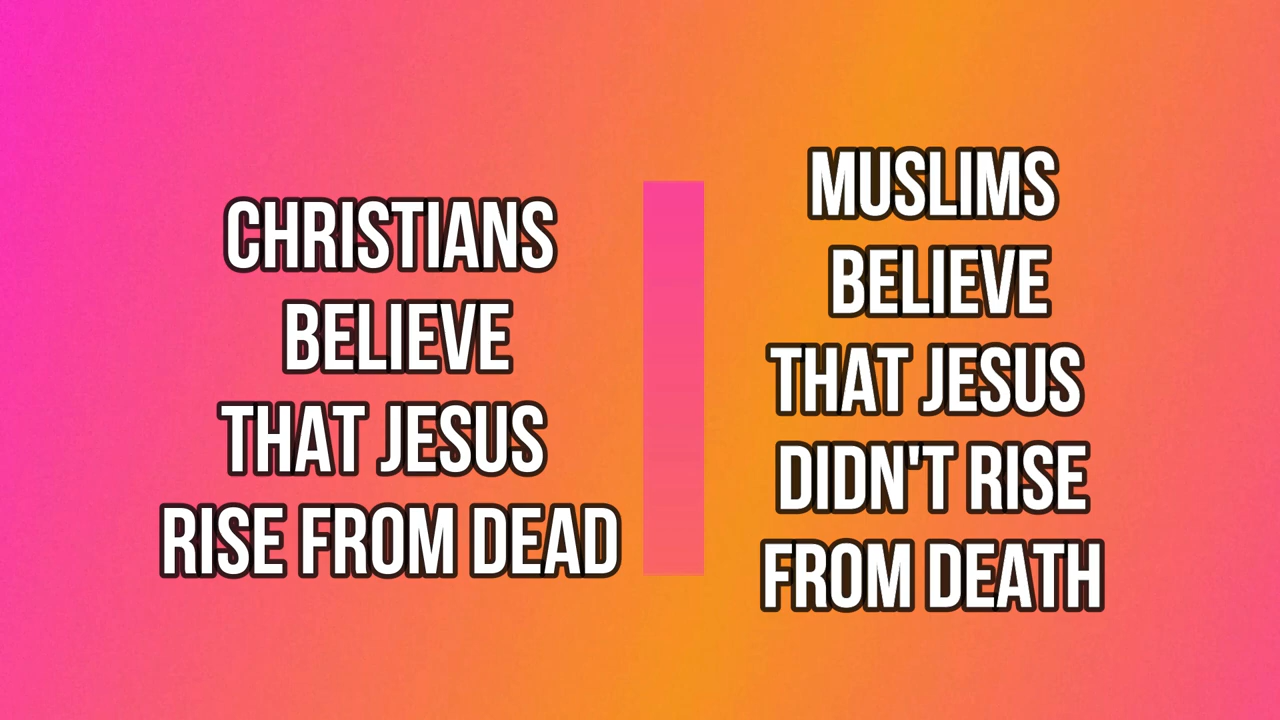 CHRISTIANS
BELIEVE
THAT JESUS
RISE FROM DEAD
MUSLIMS
BELIEVE
THAT JESUS
DIDN'T RISE
FROM DEATH